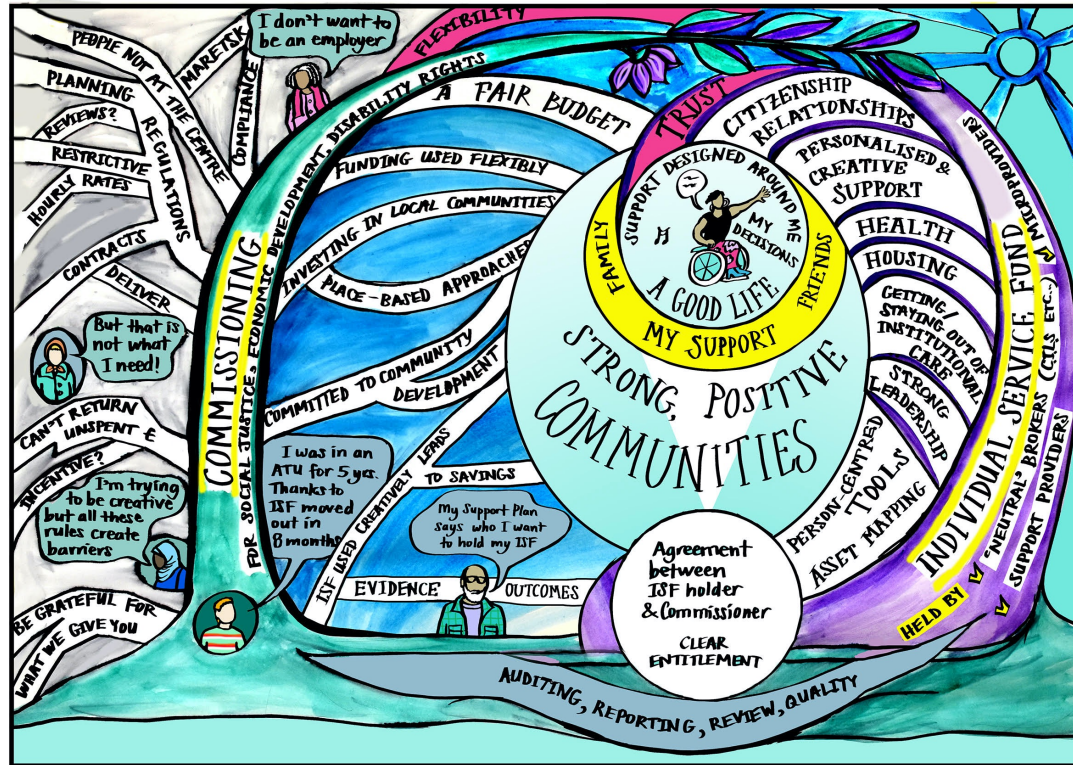 PEOPLE NOT AT THE CENTRE
MARETSK
COMPLIANCE
PLANNING
REGULATIONS
REVIEWS?
RESTRICTIVE
HOURLY RATES
CONTRACTS
DELIVER
I don't want to
be an employer
But that is
not what
I need!
CAN'T RETURN
UNSPENT £
INCENTIVE?
I'm trying
to be creative
but all these
rules create
barriers
BE GRATEFUL FOR
WHAT WE GIVE YOU
COMMISSIONING
FOR SOCIAL JUSTICE, ECONOMIC DEVELOPMENT, DISABILITY RIGHTS
FLEXIBILITY
TRUST
A FAIR BUDGET
FUNDING USED FLEXIBLY
INVESTING IN LOCAL COMMUNITIES
PLACE-BASED APPROACHES
COMMITTED TO COMMUNITY
DEVELOPMENT
ISF USED CREATIVELY LEADS
TO SAVINGS
I was in an
ATU for 5 yrs.
Thanks to
ISF moved
out in
8 months
My Support Plan
says who I want
to hold my ISF
EVIDENCE
OUTCOMES
SUPPORT DESIGNED AROUND ME
MY
DECISIONS
A GOOD LIFE
FAMILY
MY SUPPORT
FRIENDS
STRONG, POSITIVE
COMMUNITIES
Agreement
between
ISF holder
& Commissioner
CLEAR
ENTITLEMENT
CITIZENSHIP
RELATIONSHIPS
PERSONALISED &
CREATIVE
SUPPORT
HEALTH
HOUSING
GETTING/
STAYING OUT OF
INSTITUTIONAL
CARE
STRONG
LEADERSHIP
PERSON-CENTRED
TOOLS
ASSET MAPPING
INDIVIDUAL SERVICE FUND
HELD BY
MICROPROVIDERS
"NEUTRAL" BROKERS (CILS ETC...)
SUPPORT PROVIDERS
AUDITING, REPORTING, REVIEW, QUALITY